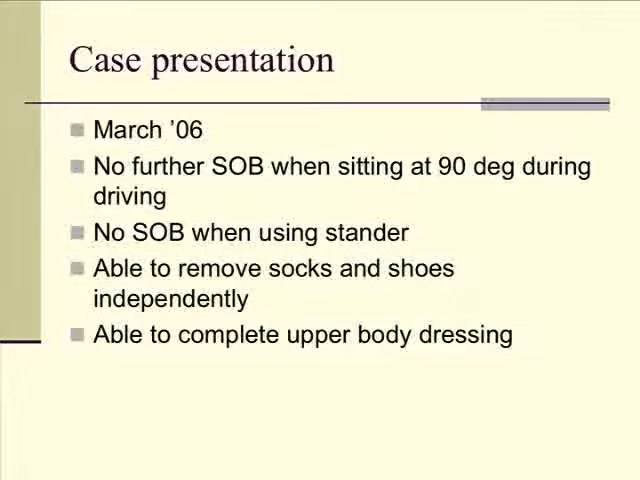 Case presentation
March ’06
No further SOB when sitting at 90 deg during
driving
No SOB when using stander
Able to remove socks and shoes
independently
Able to complete upper body dressing